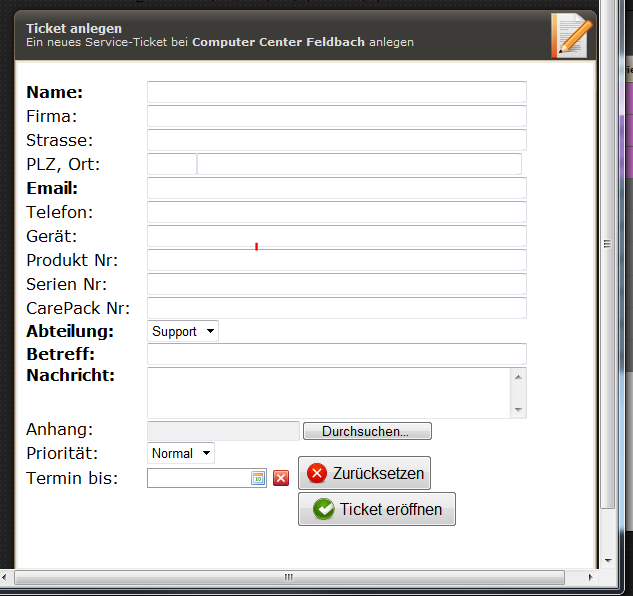 Ticket anlegen
Ein neues Service-Ticket bei Computer Center Feldbach anlegen
Name:
Firma:
Strasse:
PLZ, Ort:
Email:
Telefon:
Gerät:
Produkt Nr:
Serien Nr:
CarePack Nr:
Abteilung: Support
Betreff:
Nachricht:
Anhang: Durchsuchen...
Priorität: Normal
Termin bis: Zurücksetzen
Ticket eröffnen